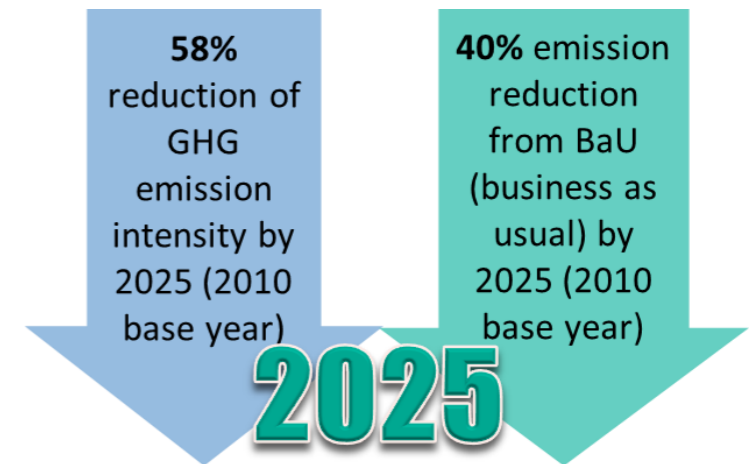 58%
reduction of
GHG
emission
intensity by
2025 (2010
base year)
40% emission
reduction
from BaU
(business as
usual) by
2025 (2010
base year)
2025